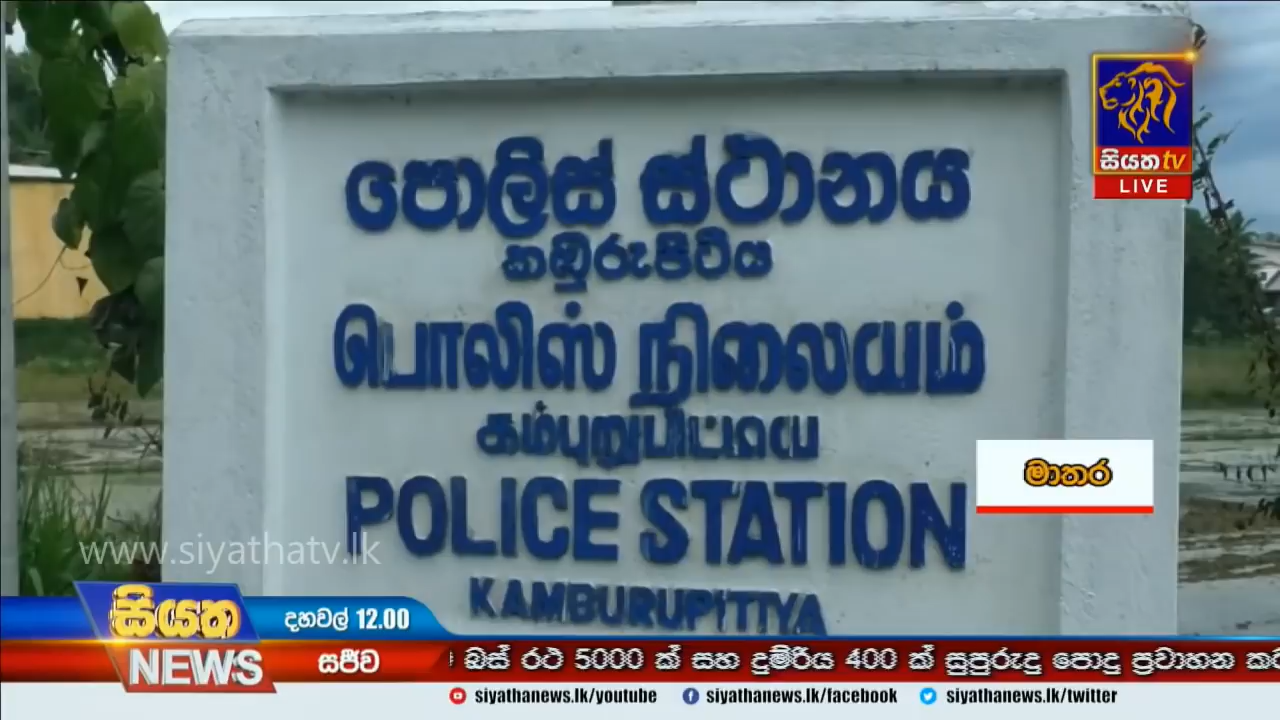 පොලිස් ස්ථානය
කඹුරුපිටිය
பொலிஸ் நிலையம்
கம்புறுபிட்டிய
POLICE STATION
KAMBURUPITIYA
සියත tv
LIVE
මාතර
www.siyathatv.lk
සියත
NEWS
දහවල් 12.00
සජීව
බස් රථ 5000 ක් සහ දුම්රිය 400 ක් සුපුරුදු පොදු ප්‍රවාහන
siyathanews.lk/youtube
siyathanews.lk/facebook
siyathanews.lk/twitter